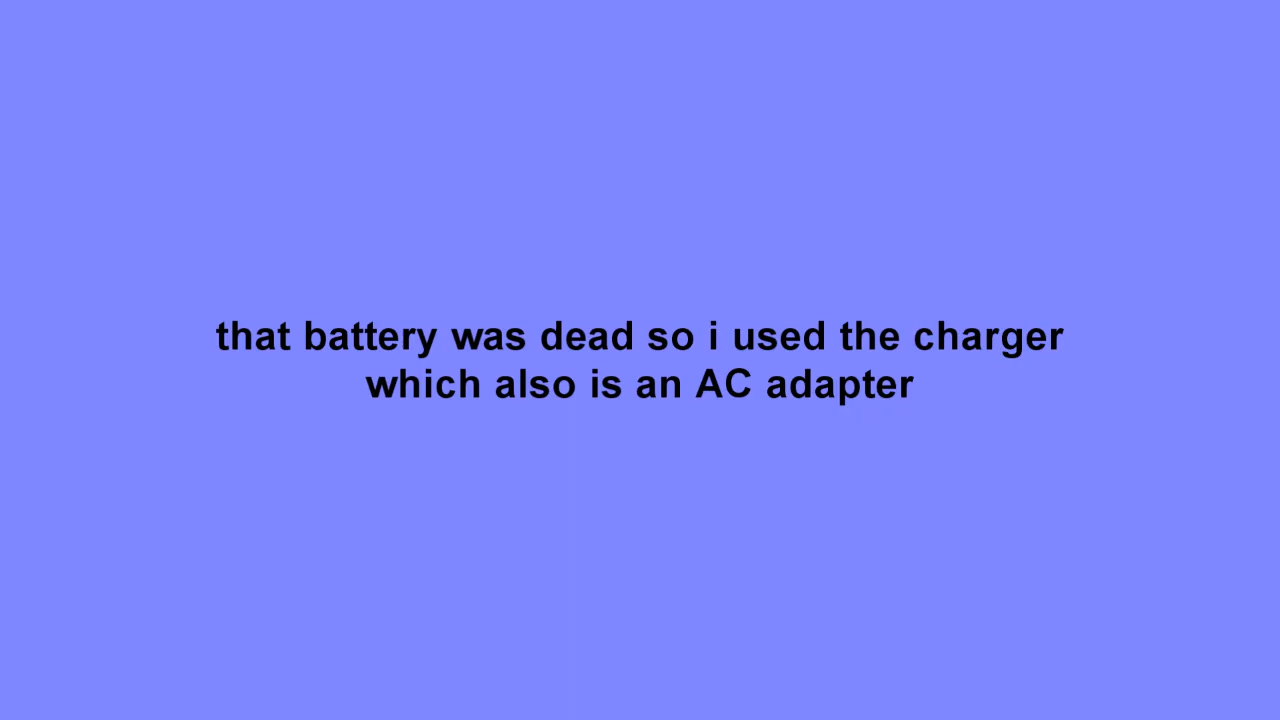 that battery was dead so i used the charger
which also is an AC adapter